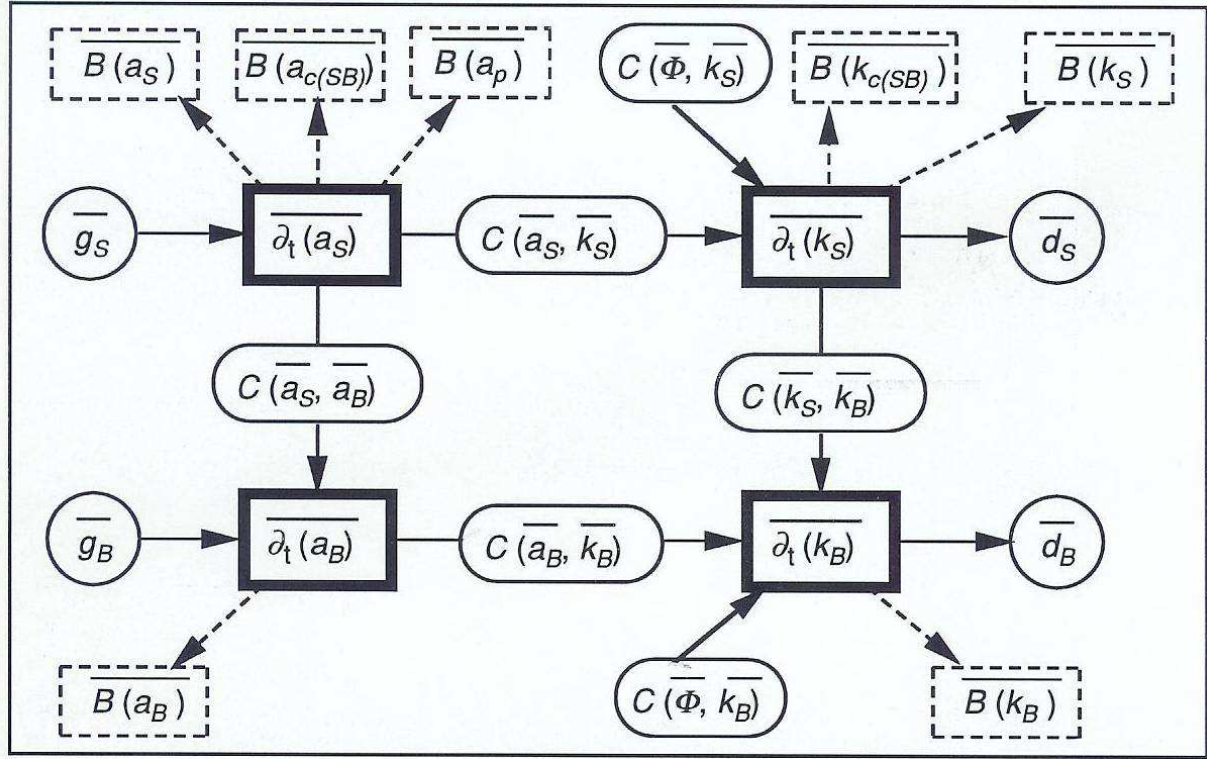 B (a_S) B (a_c(SB)) B (a_p) C (Φ, k_S) B (k_c(SB)) B (k_S)
g_S ∂_t (a_S) C (a_S, k_S) ∂_t (k_S) d_S
C (a_S, a_B) C (k_S, k_B)
g_B ∂_t (a_B) C (a_B, k_B) ∂_t (k_B) d_B
B (a_B) C (Φ, k_B) B (k_B)